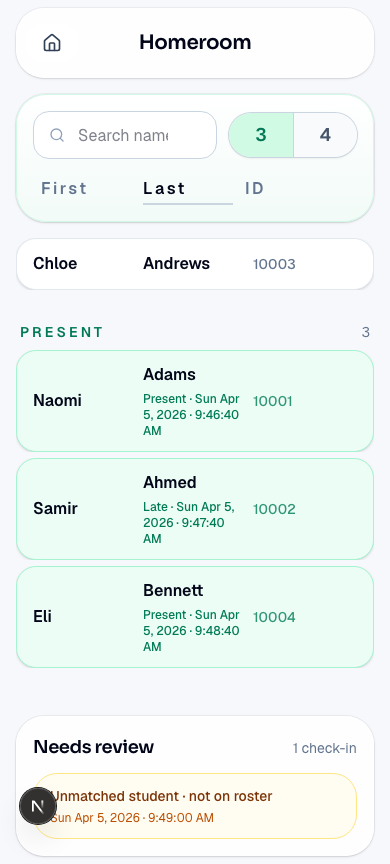 Homeroom
Search name
3 4
First Last ID
Chloe Andrews 10003
PRESENT 3
Naomi Adams 10001
Present · Sun Apr
5, 2026 · 9:46:40
AM
Samir Ahmed 10002
Late · Sun Apr 5,
2026 · 9:47:40
AM
Eli Bennett 10004
Present · Sun Apr
5, 2026 · 9:48:40
AM
Needs review 1 check-in
Unmatched student · not on roster
Sun Apr 5, 2026 · 9:49:00 AM
N